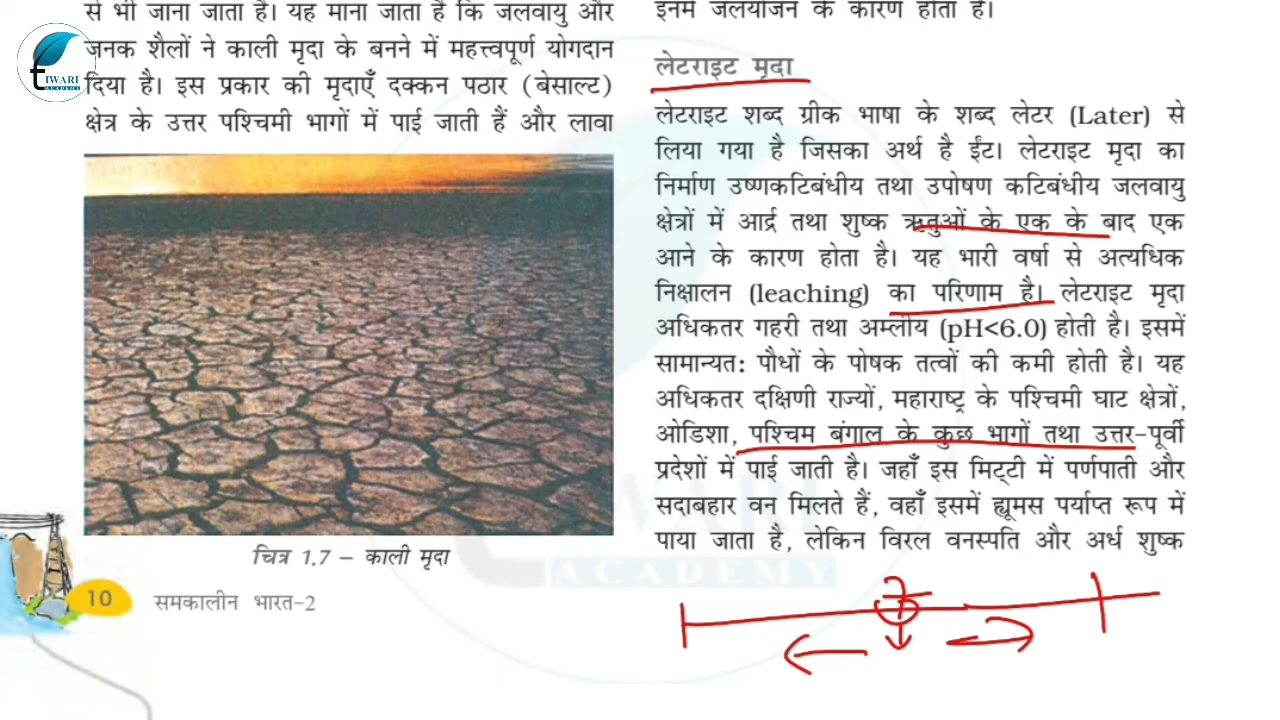 से भी जाना जाता है। यह माना जाता है कि जलवायु और
जनक शैलों ने काली मृदा के बनने में महत्त्वपूर्ण योगदान
दिया है। इस प्रकार की मृदाएँ दक्कन पठार (बेसाल्ट)
क्षेत्र के उत्तर पश्चिमी भागों में पाई जाती हैं और लावा
चित्र 1.7 – काली मृदा
10 समकालीन भारत-2
इनमें जलयोजन के कारण होता है।
लेटराइट मृदा
लेटराइट शब्द ग्रीक भाषा के शब्द लेटर (Later) से
लिया गया है जिसका अर्थ है ईंट। लेटराइट मृदा का
निर्माण उष्णकटिबंधीय तथा उपोषण कटिबंधीय जलवायु
क्षेत्रों में आर्द्र तथा शुष्क ऋतुओं के एक के बाद एक
आने के कारण होता है। यह भारी वर्षा से अत्यधिक
निक्षालन (leaching) का परिणाम है। लेटराइट मृदा
अधिकतर गहरी तथा अम्लीय (pH<6.0) होती है। इसमें
सामान्यत: पौधों के पोषक तत्वों की कमी होती है। यह
अधिकतर दक्षिणी राज्यों, महाराष्ट्र के पश्चिमी घाट क्षेत्रों,
ओडिशा, पश्चिम बंगाल के कुछ भागों तथा उत्तर-पूर्वी
प्रदेशों में पाई जाती है। जहाँ इस मिट्टी में पर्णपाती और
सदाबहार वन मिलते हैं, वहाँ इसमें ह्यूमस पर्याप्त रूप में
पाया जाता है, लेकिन विरल वनस्पति और अर्ध शुष्क
7
TIWARI
ACADEMY
TIWARI
ACADEMY